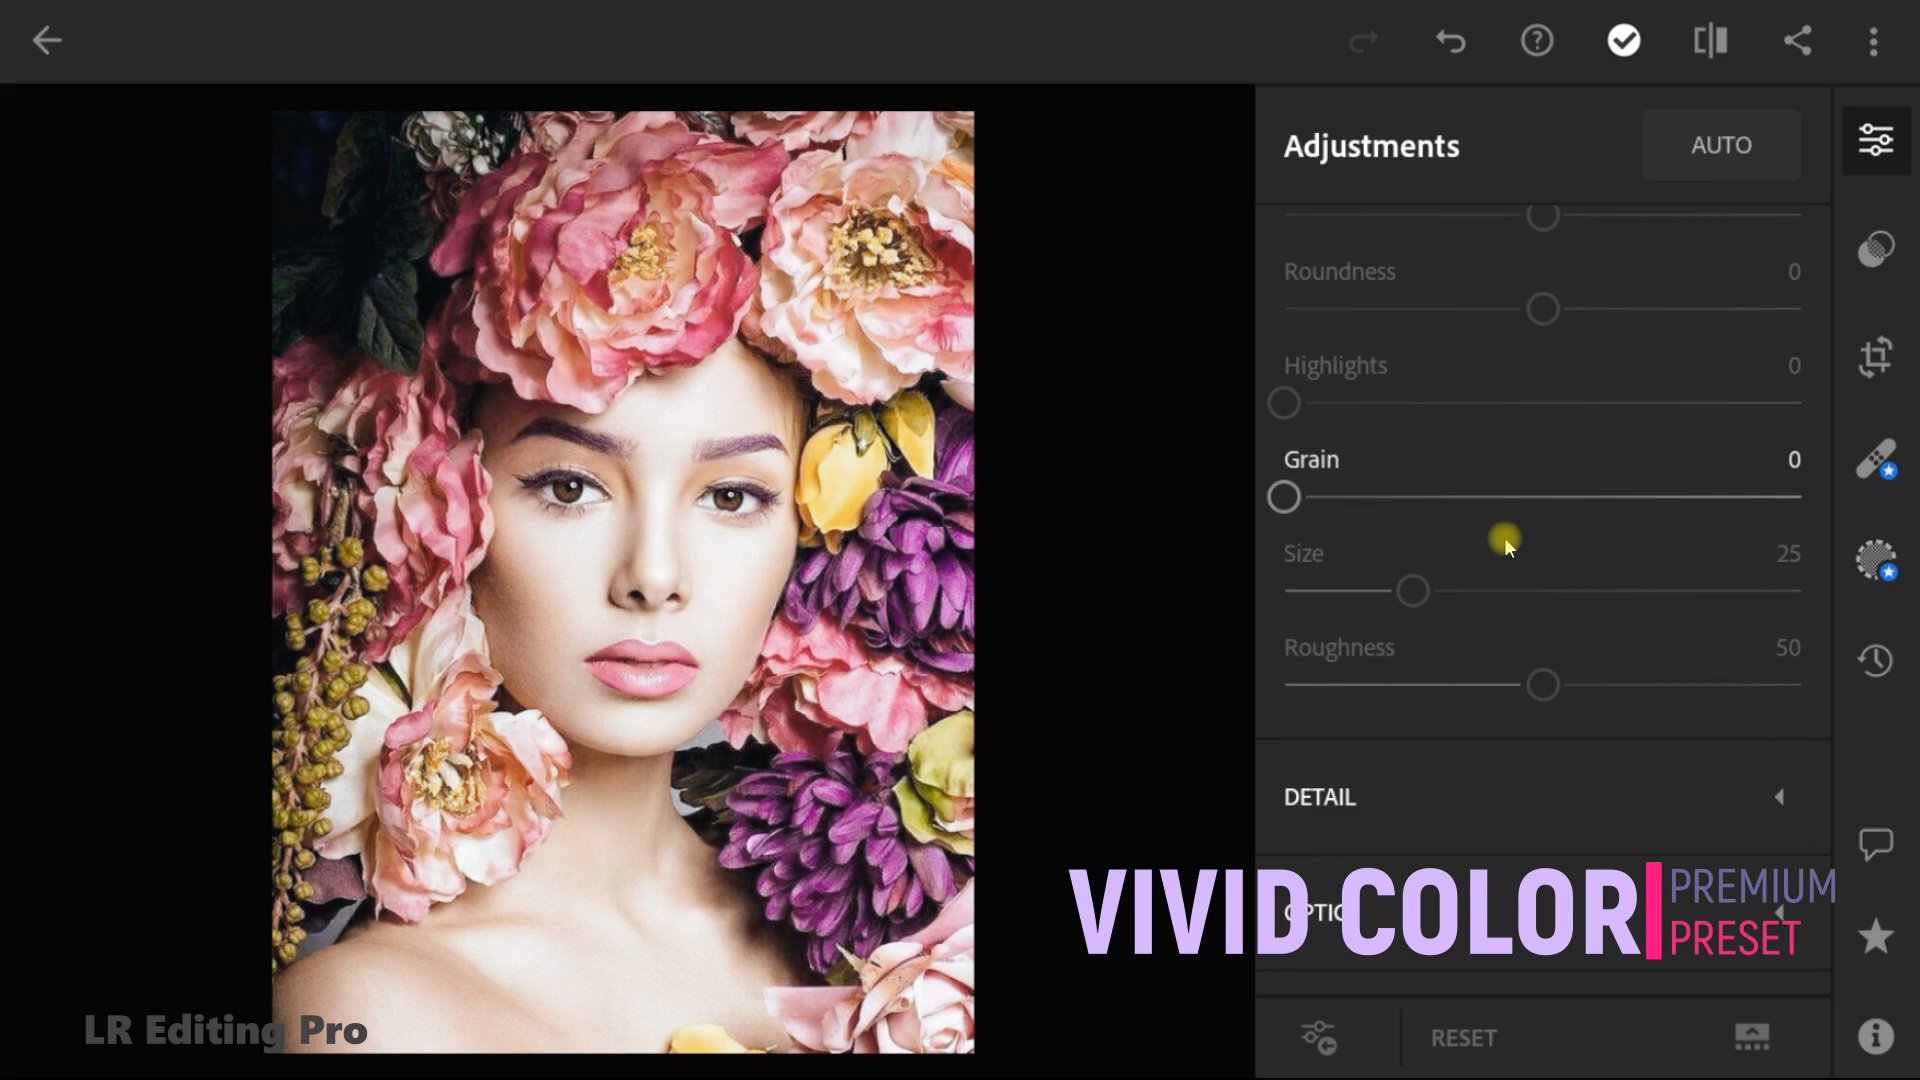 Adjustments
AUTO
Roundness 0
Highlights 0
Grain 0
Size 25
Roughness 50
DETAIL
VIVID COLOR
PREMIUM
PRESET
LR Editing Pro
RESET